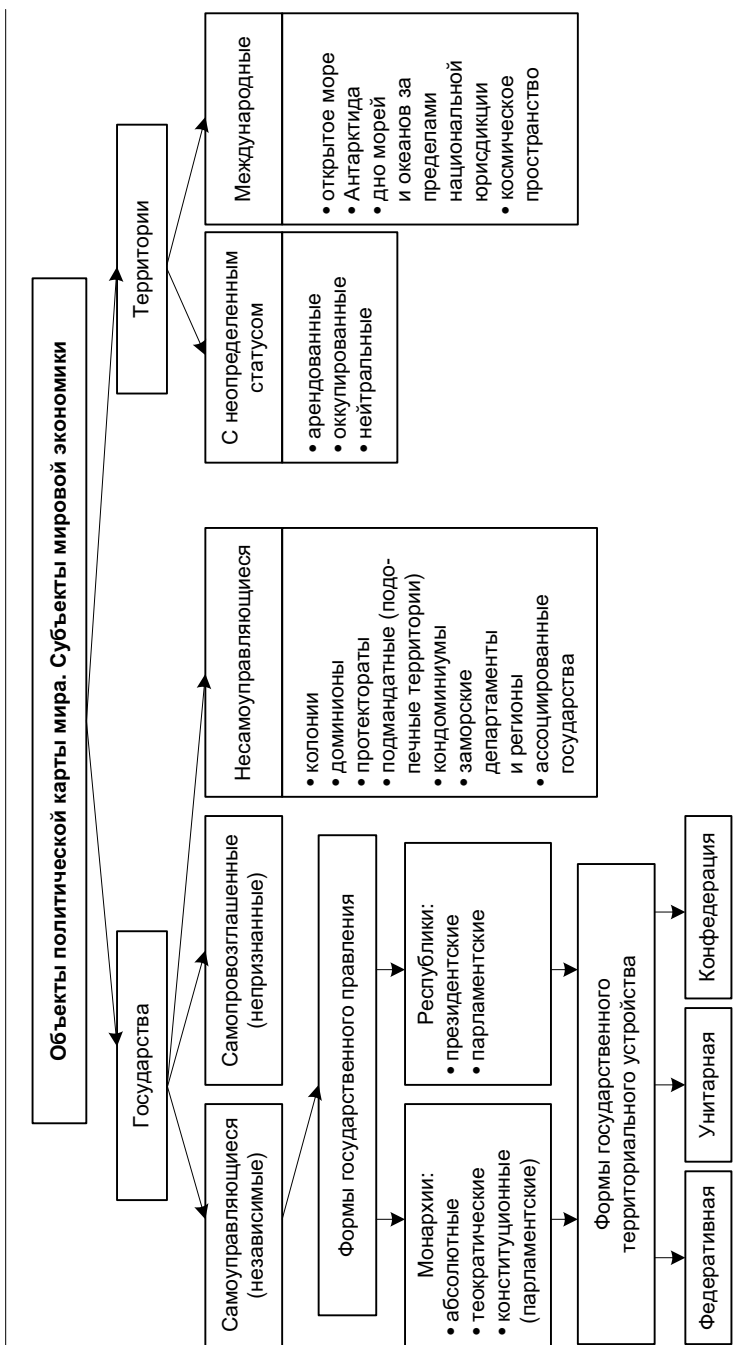 Объекты политической карты мира. Субъекты мировой экономики
Государства
Территории
Самоуправляющиеся
(независимые)
Самопровозглашенные
(непризнанные)
Несамоуправляющиеся
• колонии
• доминионы
• протектораты
• подмандатные (подо-
печные территории)
• кондоминиумы
• заморские
департаменты
и регионы
• ассоциированные
государства
С неопределенным
статусом
• арендованные
• оккупированные
• нейтральные
Международные
• открытое море
• Антарктида
• дно морей
и океанов за
пределами
национальной
юрисдикции
• космическое
пространство
Формы государственного правления
Монархии:
• абсолютные
• теократические
• конституционные
(парламентские)
Республики:
• президентские
• парламентские
Формы государственного
территориального устройства
Федеративная
Унитарная
Конфедерация